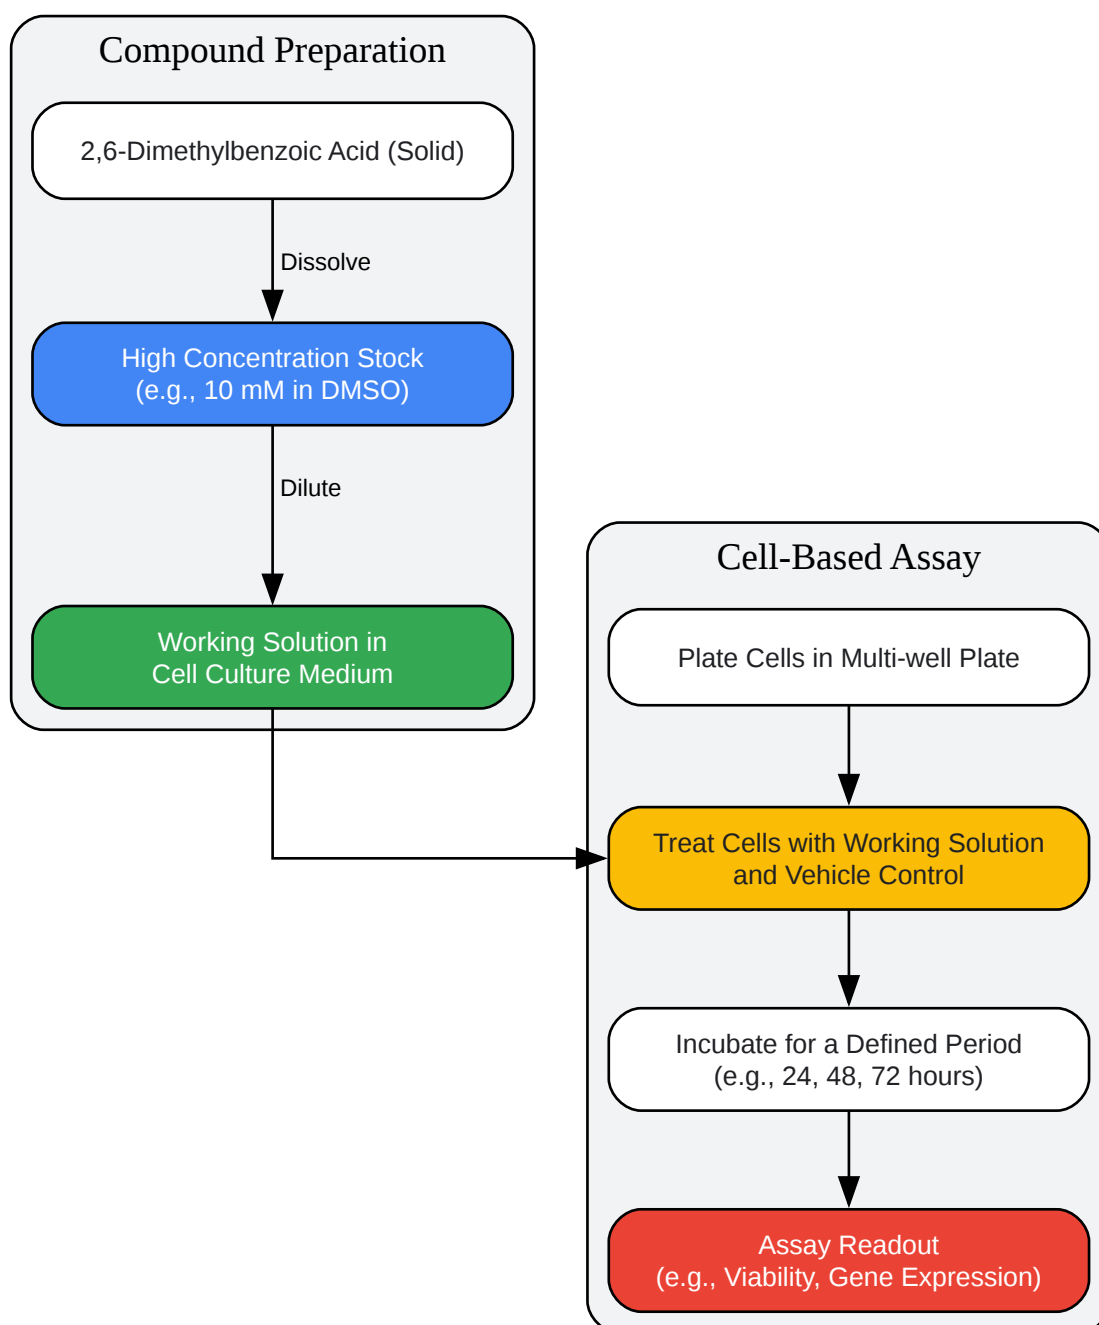 Compound Preparation
2,6-Dimethylbenzoic Acid (Solid)
Dissolve
High Concentration Stock
(e.g., 10 mM in DMSO)
Dilute
Working Solution in
Cell Culture Medium
Cell-Based Assay
Plate Cells in Multi-well Plate
Treat Cells with Working Solution
and Vehicle Control
Incubate for a Defined Period
(e.g., 24, 48, 72 hours)
Assay Readout
(e.g., Viability, Gene Expression)